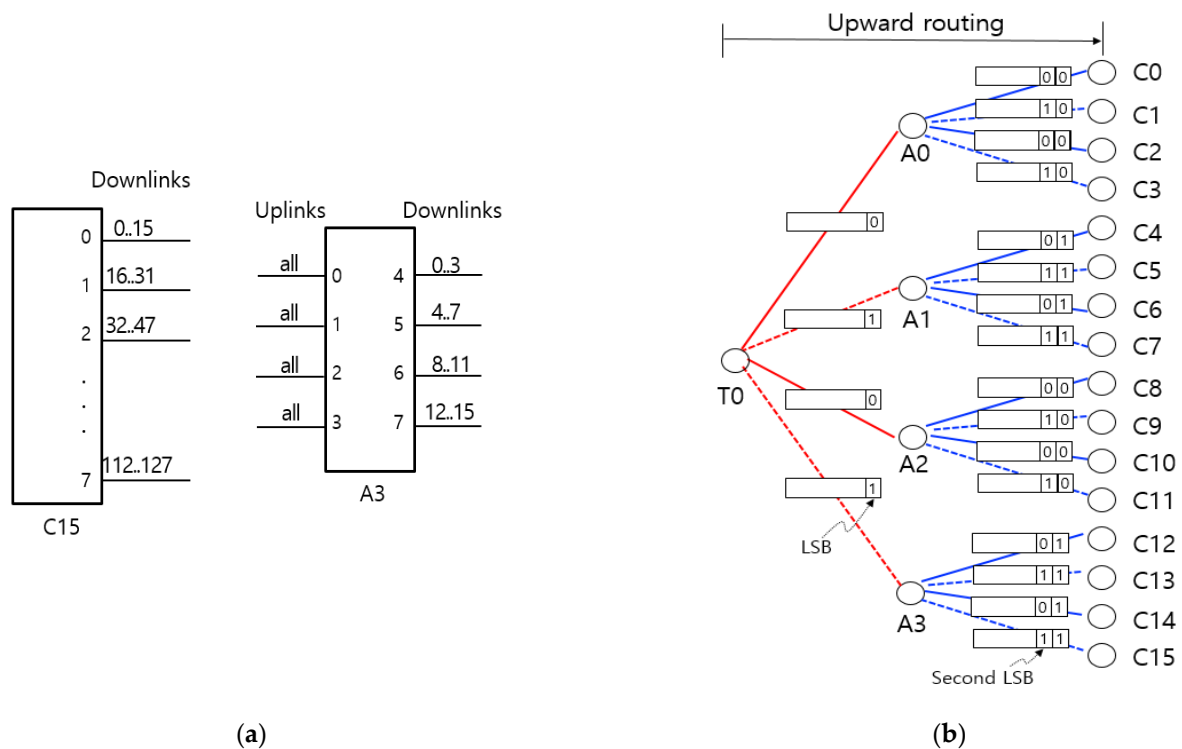 Downlinks
0 0..15
1 16..31
2 32..47
.
.
.
7 112..127
C15
Uplinks Downlinks
all 0 4 0..3
all 1 5 4..7
all 2 6 8..11
all 3 7 12..15
A3
(a)
Upward routing
T0
0
1
0
1
LSB
A0
A1
A2
A3
0 0 C0
1 0 C1
0 0 C2
1 0 C3
0 1 C4
1 1 C5
0 1 C6
1 1 C7
0 0 C8
1 0 C9
0 0 C10
1 0 C11
0 1 C12
1 1 C13
0 1 C14
1 1 C15
Second LSB
(b)